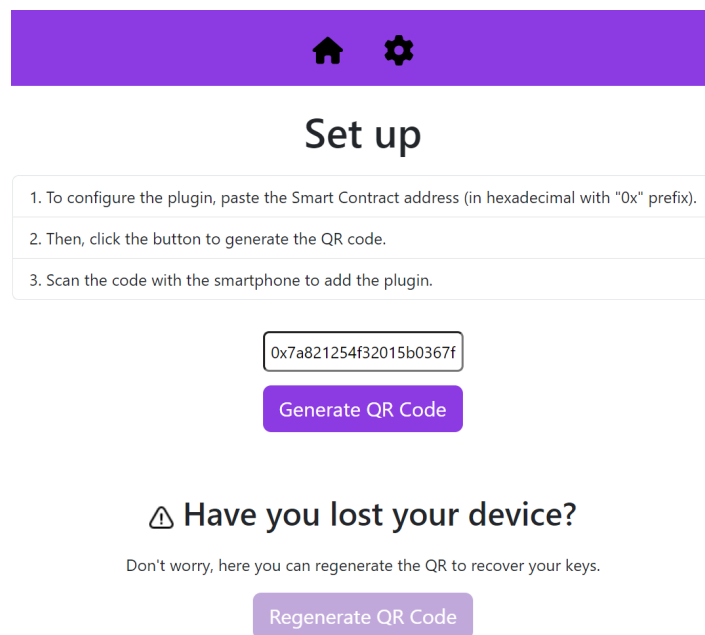 Set up
1. To configure the plugin, paste the Smart Contract address (in hexadecimal with "0x" prefix).
2. Then, click the button to generate the QR code.
3. Scan the code with the smartphone to add the plugin.
0x7a821254f32015b0367f
Generate QR Code
Have you lost your device?
Don't worry, here you can regenerate the QR to recover your keys.
Regenerate QR Code